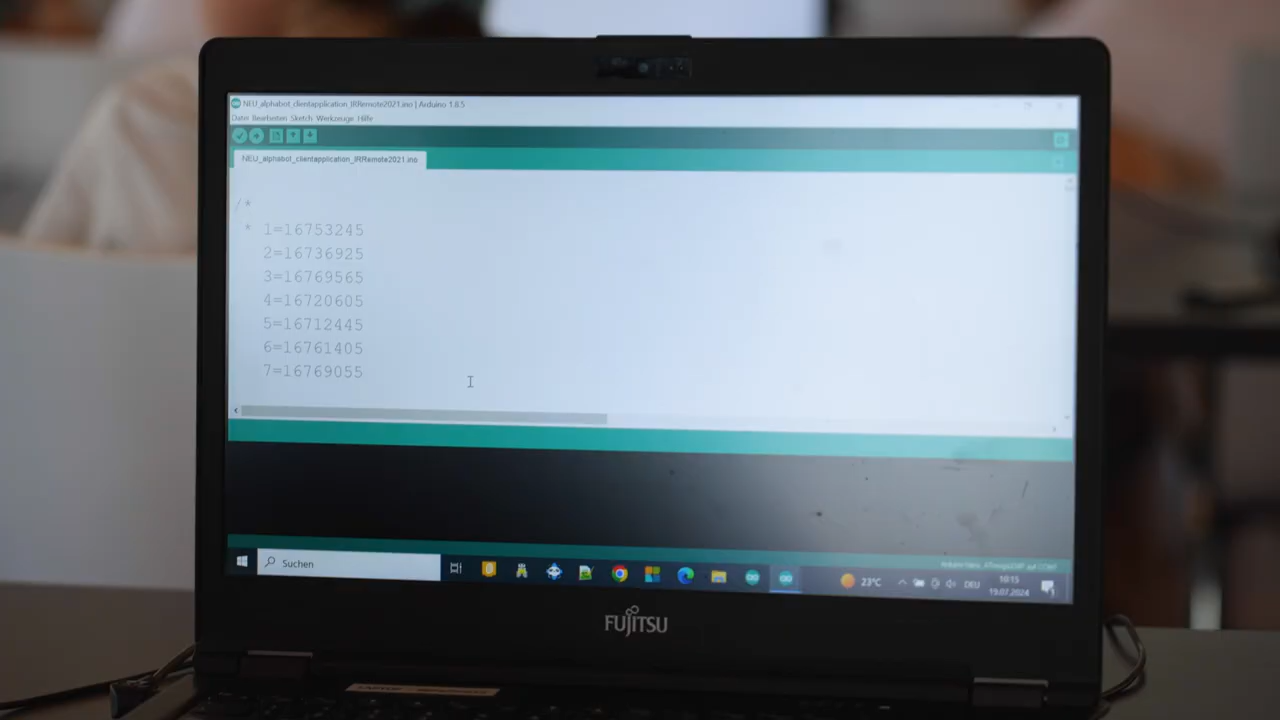 NEU_alphabot_clientapplication_IRRemote2021.ino | Arduino 1.8.5
Datei Bearbeiten Sketch Werkzeuge Hilfe
NEU_alphabot_clientapplication_IRRemote2021.ino
/*
* 1=16753245
2=16736925
3=16769565
4=16720605
5=16712445
6=16761405
7=16769055
Suchen
23°C
DEU
10:15
19.07.2024
FUJITSU